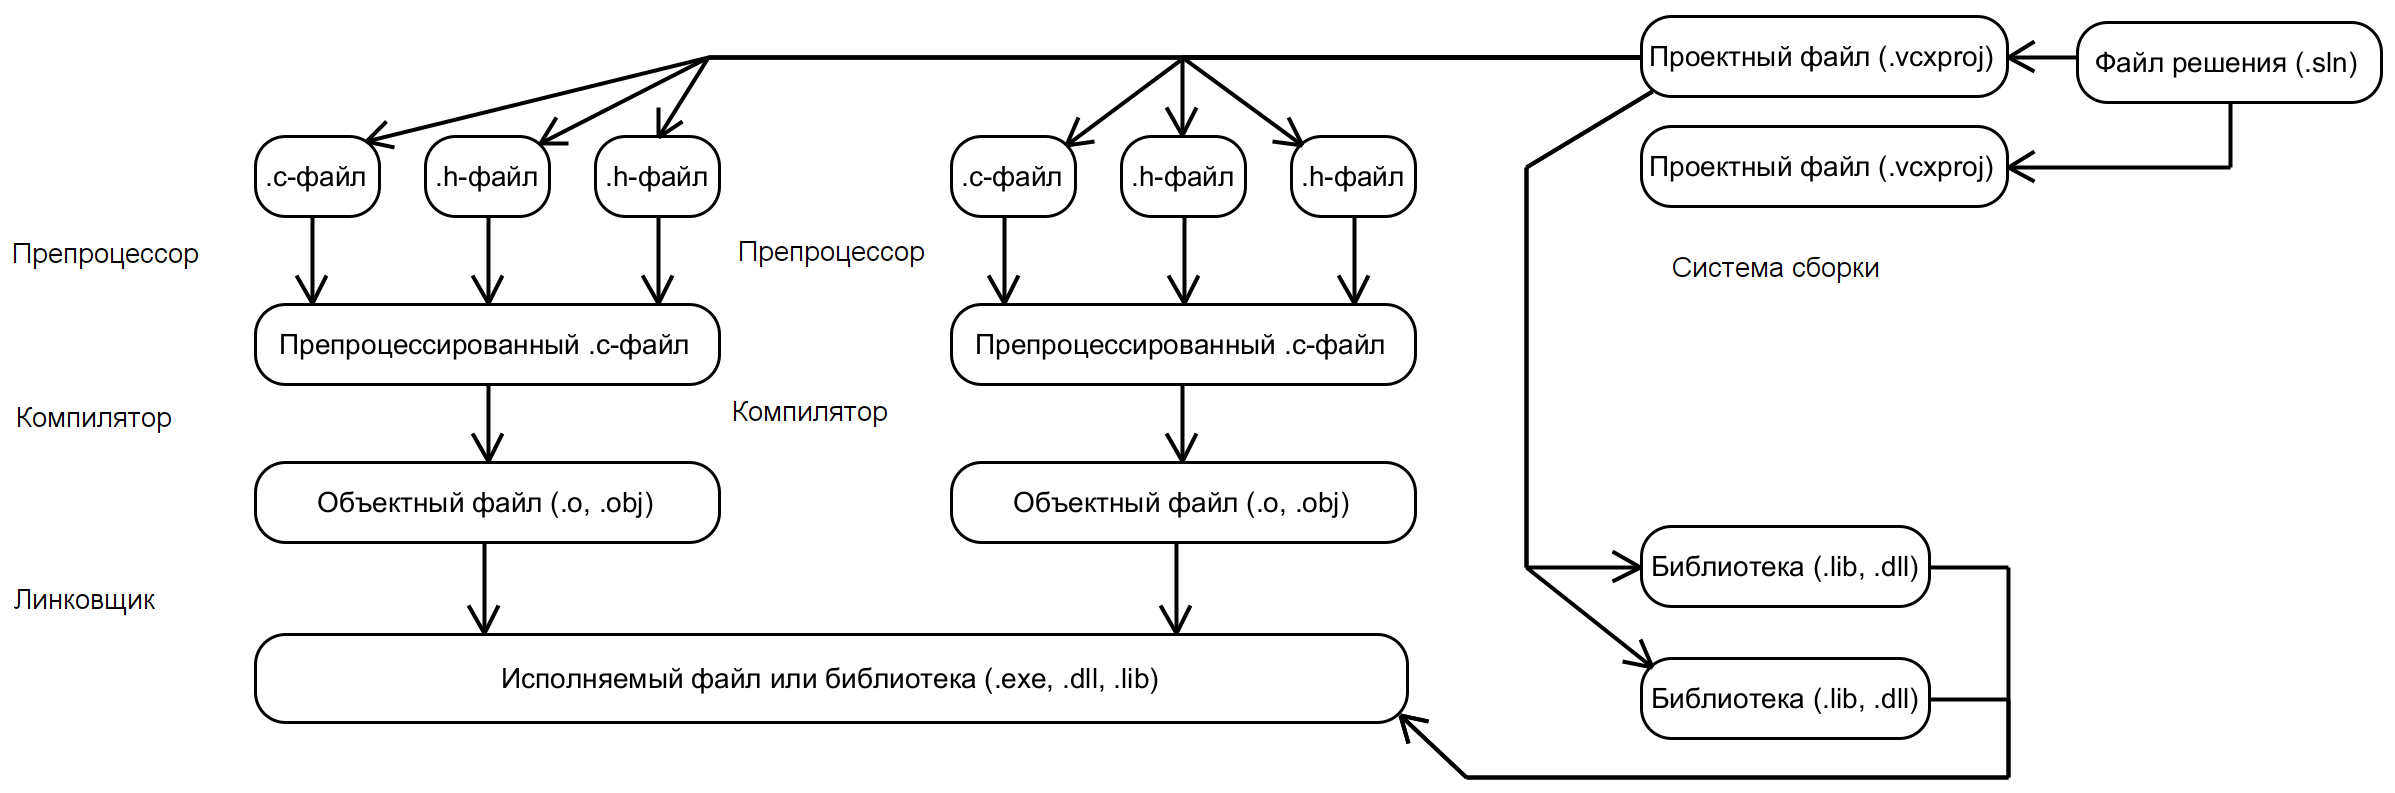 Проектный файл (.vcxproj)
Файл решения (.sln)
.c-файл
.h-файл
.h-файл
.c-файл
.h-файл
.h-файл
Проектный файл (.vcxproj)
Препроцессор
Препроцессор
Система сборки
Препроцессированный .c-файл
Препроцессированный .c-файл
Компилятор
Компилятор
Объектный файл (.o, .obj)
Объектный файл (.o, .obj)
Библиотека (.lib, .dll)
Линковщик
Исполняемый файл или библиотека (.exe, .dll, .lib)
Библиотека (.lib, .dll)